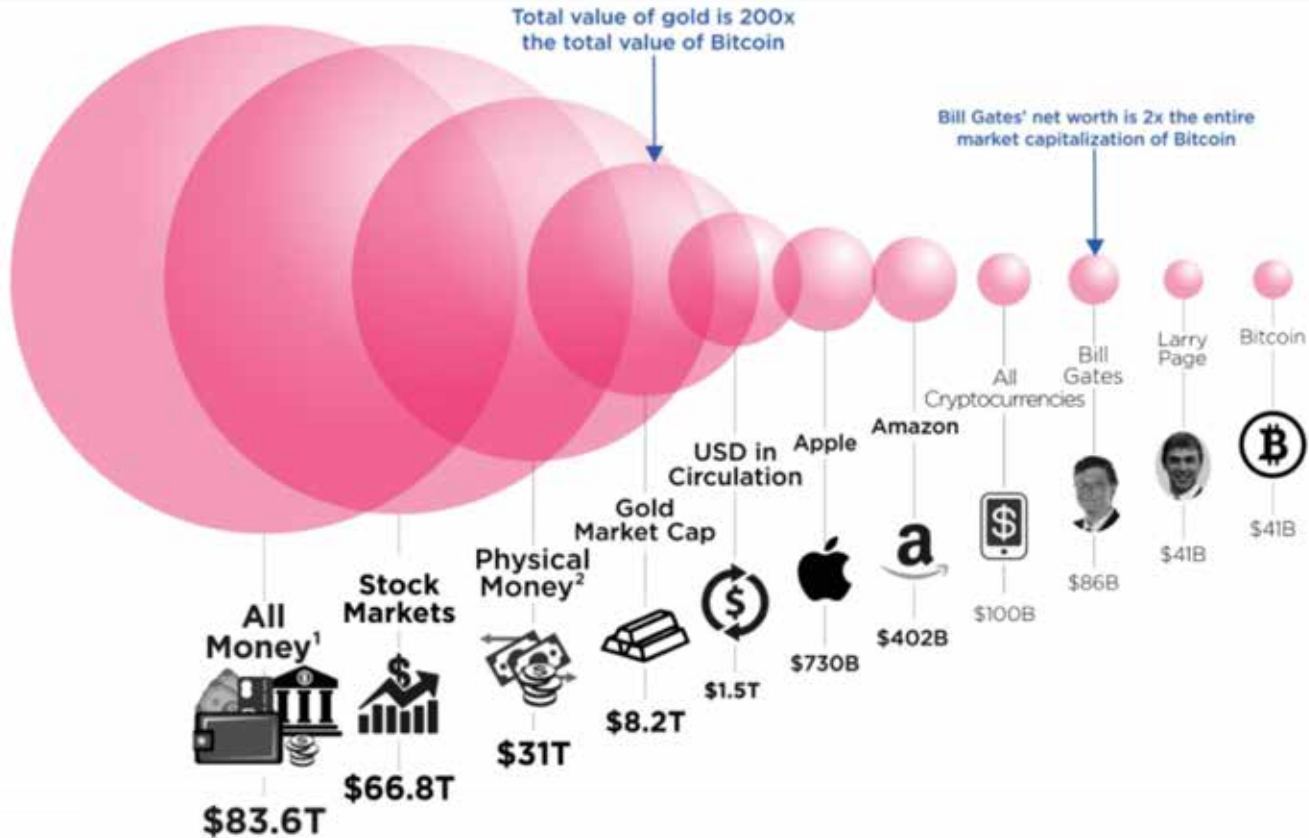 Total value of gold is 200x
the total value of Bitcoin
Bill Gates' net worth is 2x the entire
market capitalization of Bitcoin
All
Money¹
$83.6T
Stock
Markets
$
$66.8T
Physical
Money²
$31T
Gold
Market Cap
$8.2T
USD in
Circulation
$
$1.5T
Apple
$730B
Amazon
a
$402B
All
Cryptocurrencies
$
$100B
Bill
Gates
$86B
Larry
Page
$41B
Bitcoin
₿
$41B